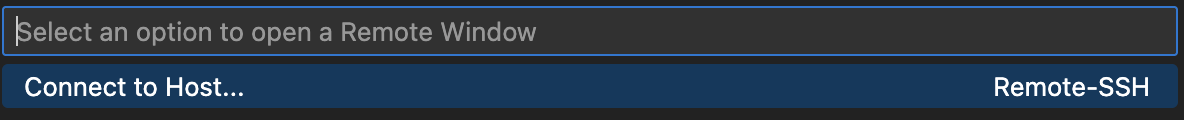 Select an option to open a Remote Window
Connect to Host... Remote-SSH